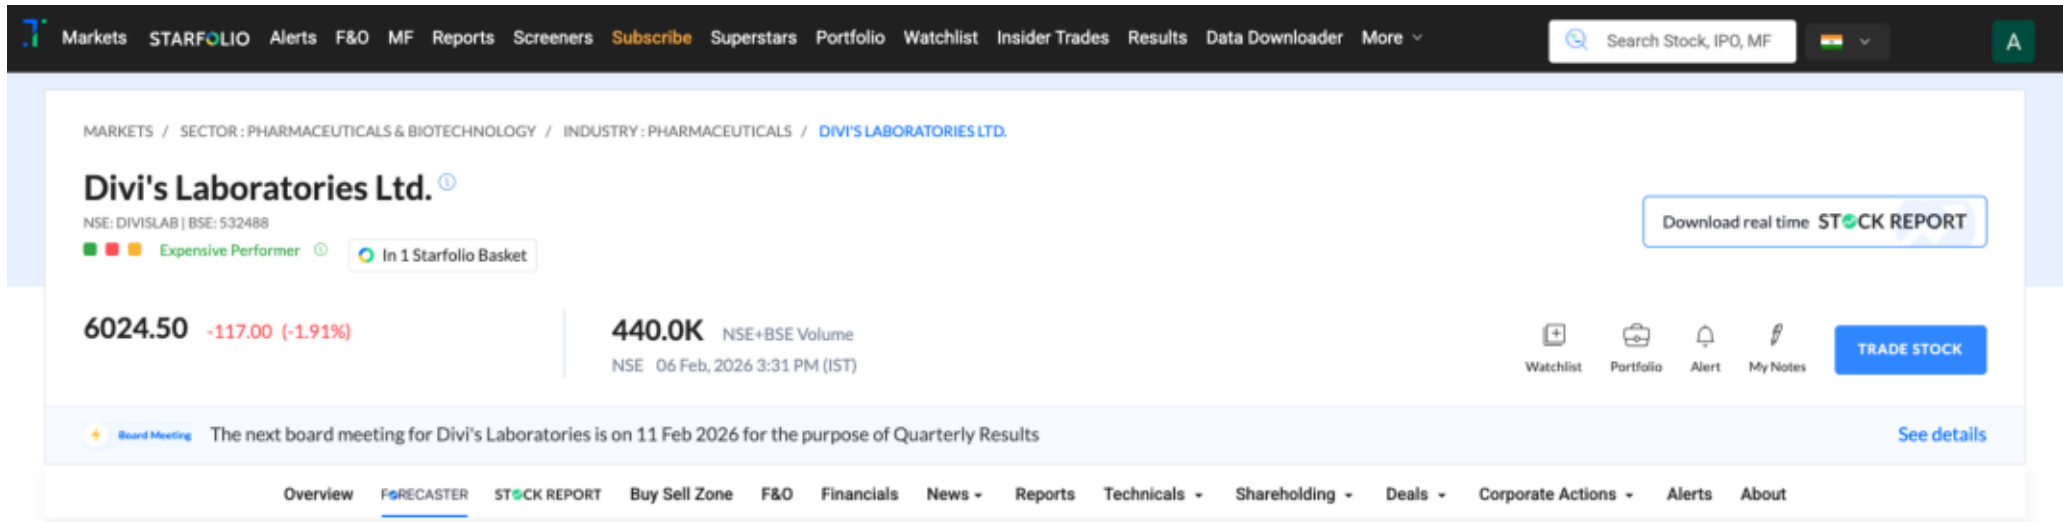 Markets STARFOLIO Alerts F&O MF Reports Screeners Subscribe Superstars Portfolio Watchlist Insider Trades Results Data Downloader More Search Stock, IPO, MF A
MARKETS / SECTOR : PHARMACEUTICALS & BIOTECHNOLOGY / INDUSTRY : PHARMACEUTICALS / DIVI'S LABORATORIES LTD.
Divi's Laboratories Ltd.
NSE: DIVISLAB | BSE: 532488
Download real time STOCK REPORT
Expensive Performer In 1 Starfolio Basket
6024.50 -117.00 (-1.91%) 440.0K NSE+BSE Volume
NSE 06 Feb, 2026 3:31 PM (IST)
Watchlist Portfolio Alert My Notes TRADE STOCK
Board Meeting The next board meeting for Divi's Laboratories is on 11 Feb 2026 for the purpose of Quarterly Results See details
Overview FORECASTER STOCK REPORT Buy Sell Zone F&O Financials News Reports Technicals Shareholding Deals Corporate Actions Alerts About